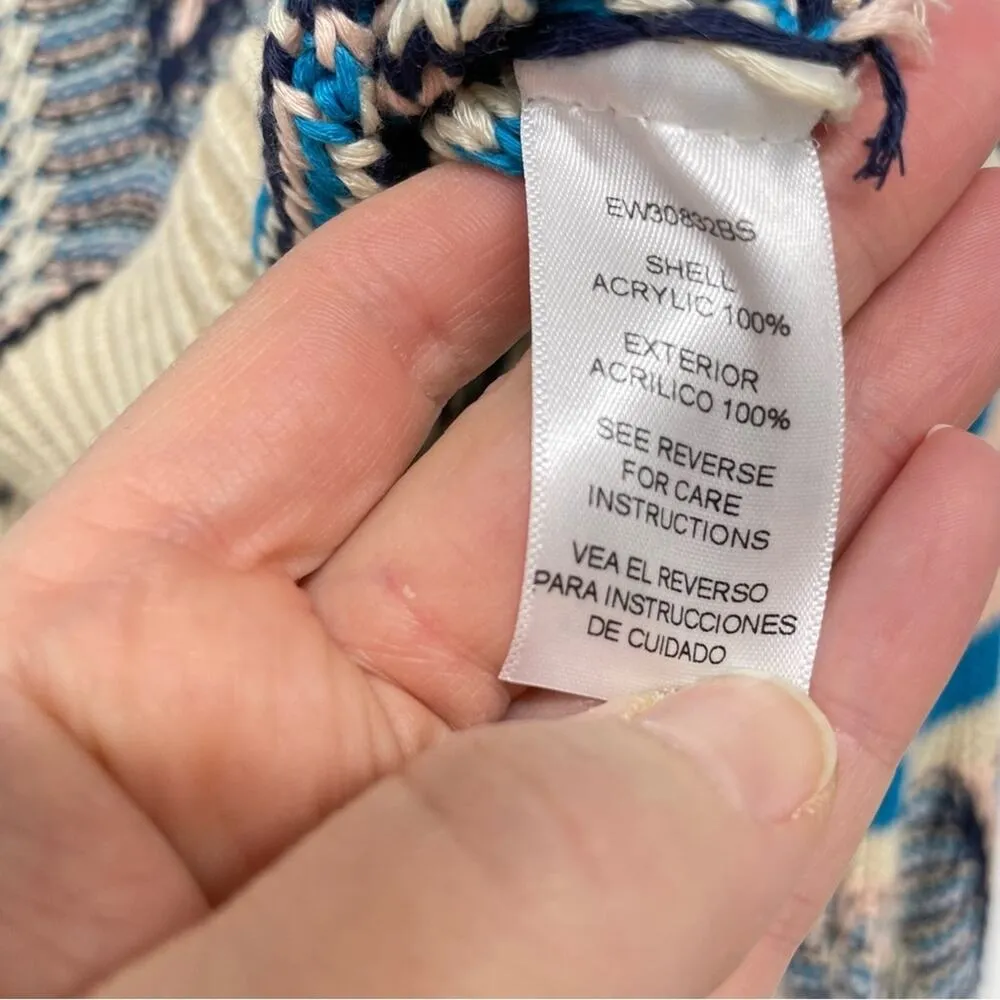 EW30832BS
SHELL
ACRYLIC 100%
EXTERIOR
ACRILICO 100%
SEE REVERSE
FOR CARE
INSTRUCTIONS
VEA EL REVERSO
PARA INSTRUCCIONES
DE CUIDADO